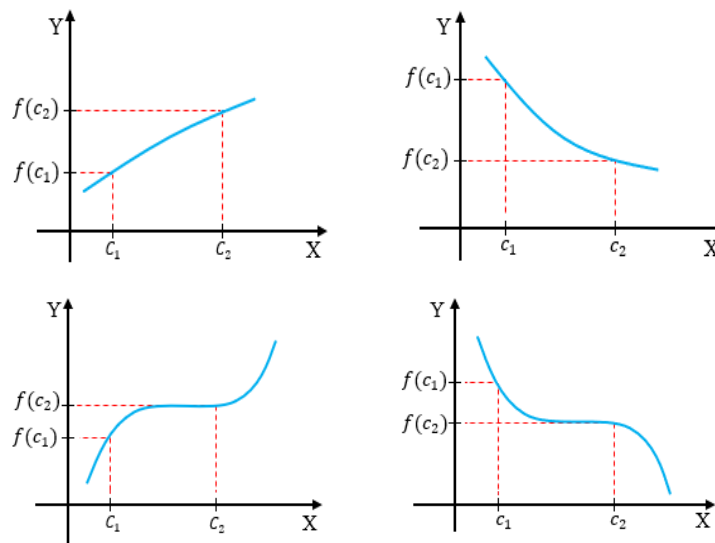 Y
f(c₂)
f(c₁)
C₁
C₂
X
Y
f(c₁)
f(c₂)
c₁
c₂
X
Y
f(c₂)
f(c₁)
C₁
C₂
X
Y
f(c₁)
f(c₂)
c₁
c₂
X